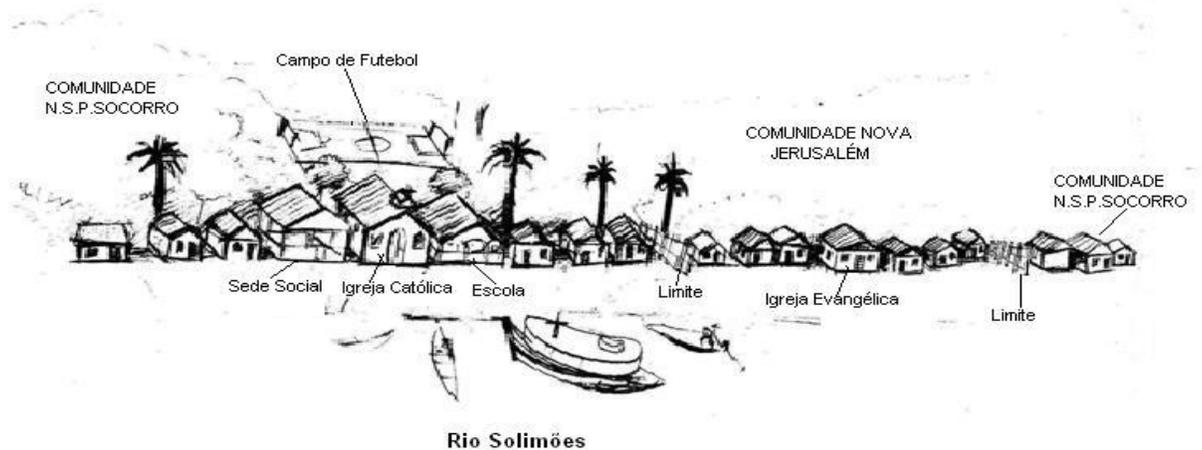 Campo de Futebol
COMUNIDADE
N.S.P.SOCORRO
COMUNIDADE NOVA
JERUSALÉM
COMUNIDADE
N.S.P.SOCORRO
Sede Social
Igreja Católica
Escola
Limite
Igreja Evangélica
Limite
Rio Solimões